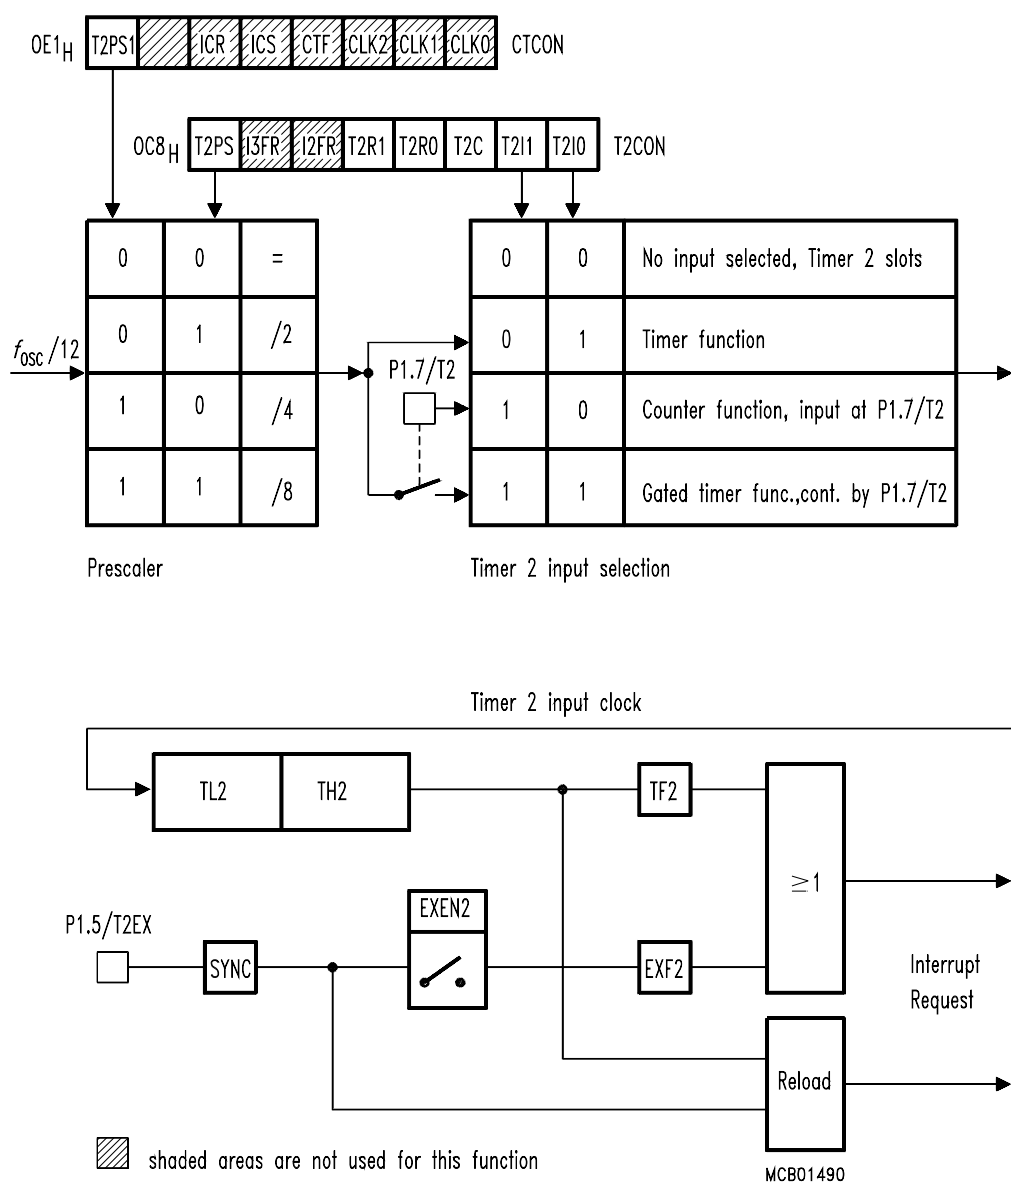 OE1H T2PS1 ICR ICS CTF CLK2 CLK1 CLK0 CTCON
OC8H T2PS I3FR I2FR T2R1 T2R0 T2C T2I1 T2I0 T2CON
0 0 =
0 1 /2
1 0 /4
1 1 /8
fosc/12
Prescaler
P1.7/T2
0 0 No input selected, Timer 2 slots
0 1 Timer function
1 0 Counter function, input at P1.7/T2
1 1 Gated timer func.,cont. by P1.7/T2
Timer 2 input selection
Timer 2 input clock
TL2 TH2 TF2
≥1
P1.5/T2EX
SYNC
EXEN2
EXF2
Interrupt
Request
Reload
shaded areas are not used for this function
MCB01490